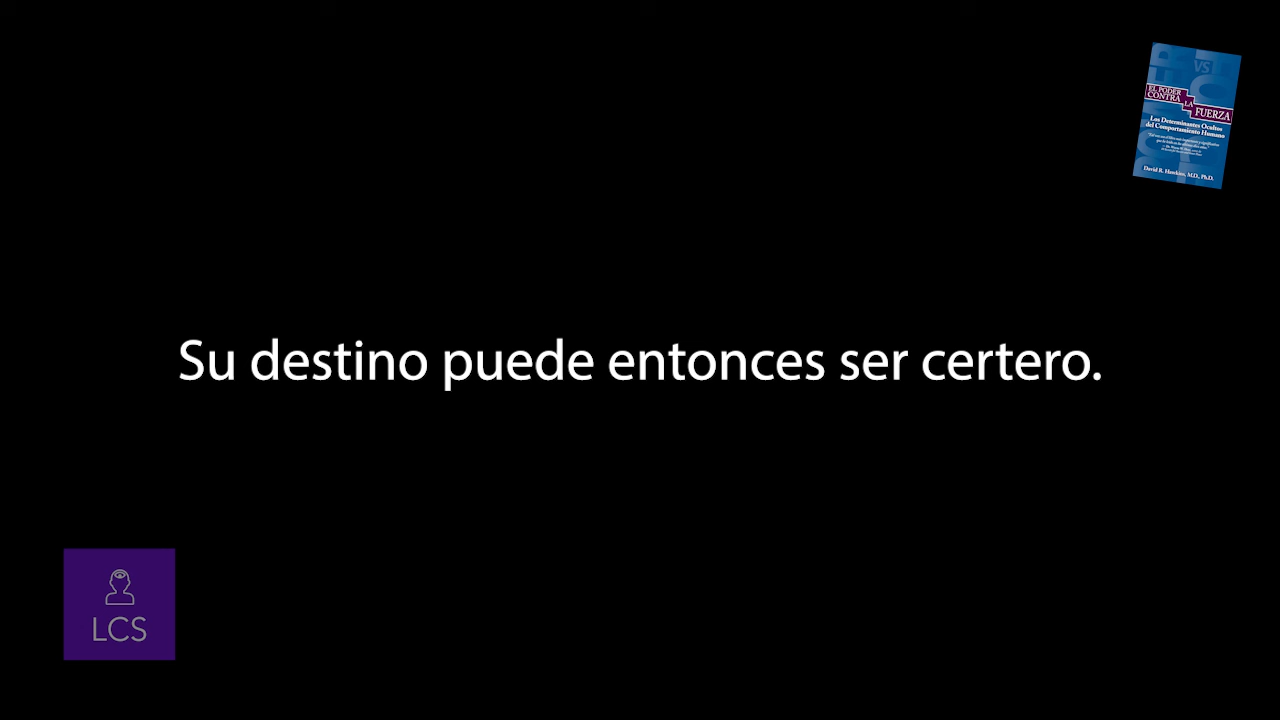 VS
EL PODER
CONTRA
LA
FUERZA
Los Determinantes Ocultos
del Comportamiento Humano
David R. Hawkins, M.D., Ph.D.
Su destino puede entonces ser certero.
LCS